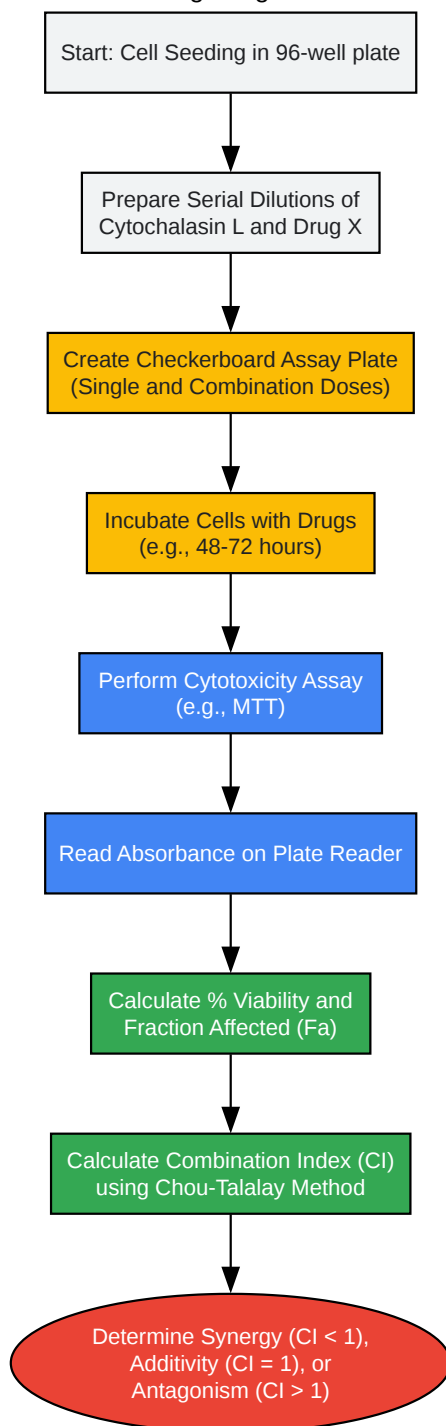 Start: Cell Seeding in 96-well plate
Prepare Serial Dilutions of
Cytochalasin L and Drug X
Create Checkerboard Assay Plate
(Single and Combination Doses)
Incubate Cells with Drugs
(e.g., 48-72 hours)
Perform Cytotoxicity Assay
(e.g., MTT)
Read Absorbance on Plate Reader
Calculate % Viability and
Fraction Affected (Fa)
Calculate Combination Index (CI)
using Chou-Talalay Method
Determine Synergy (CI < 1),
Additivity (CI = 1), or
Antagonism (CI > 1)